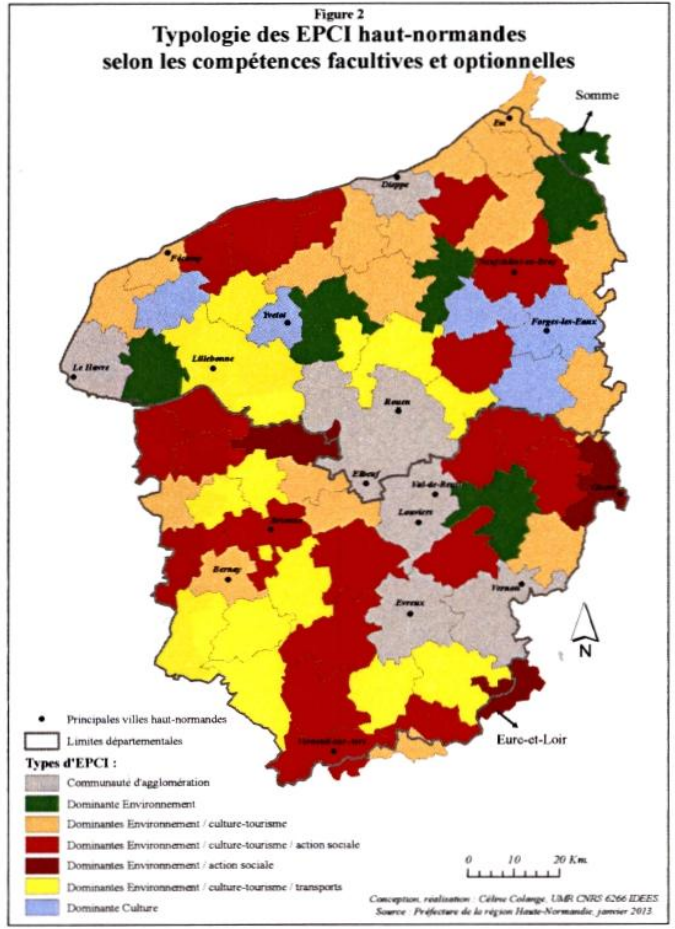 Figure 2
Typologie des EPCI haut-normandes
selon les compétences facultives et optionnelles
Somme
Eu
Dieppe
Fécamp
Neufchâtel-en-Bray
Yvetot
Forges-les-Eaux
Le Havre
Lillebonne
Rouen
Elbeuf
Val-de-Reuil
Louviers
Bernay
Vernon
Evreux
N
Eure-et-Loir
Principales villes haut-normandes
Limites départementales
Types d'EPCI :
Communauté d'agglomération
Dominante Environnement
Dominantes Environnement / culture-tourisme
Dominantes Environnement / culture-tourisme / action sociale
Dominantes Environnement / action sociale
Dominantes Environnement / culture-tourisme / transports
Dominante Culture
0 10 20 Km
Conception, réalisation : Céline Colange, UMR CNRS 6266 IDEES
Source : Préfecture de la région Haute-Normandie, janvier 2013.